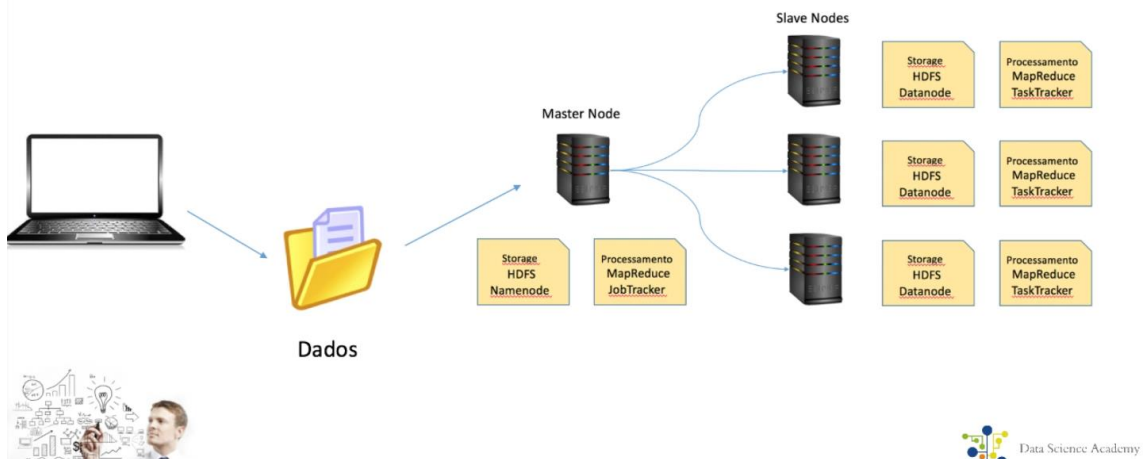 Slave Nodes
Storage
HDFS
Datanode
Processamento
MapReduce
TaskTracker
Master Node
Storage
HDFS
Datanode
Processamento
MapReduce
TaskTracker
Storage
HDFS
Namenode
Processamento
MapReduce
JobTracker
Storage
HDFS
Datanode
Processamento
MapReduce
TaskTracker
Dados
Data Science Academy